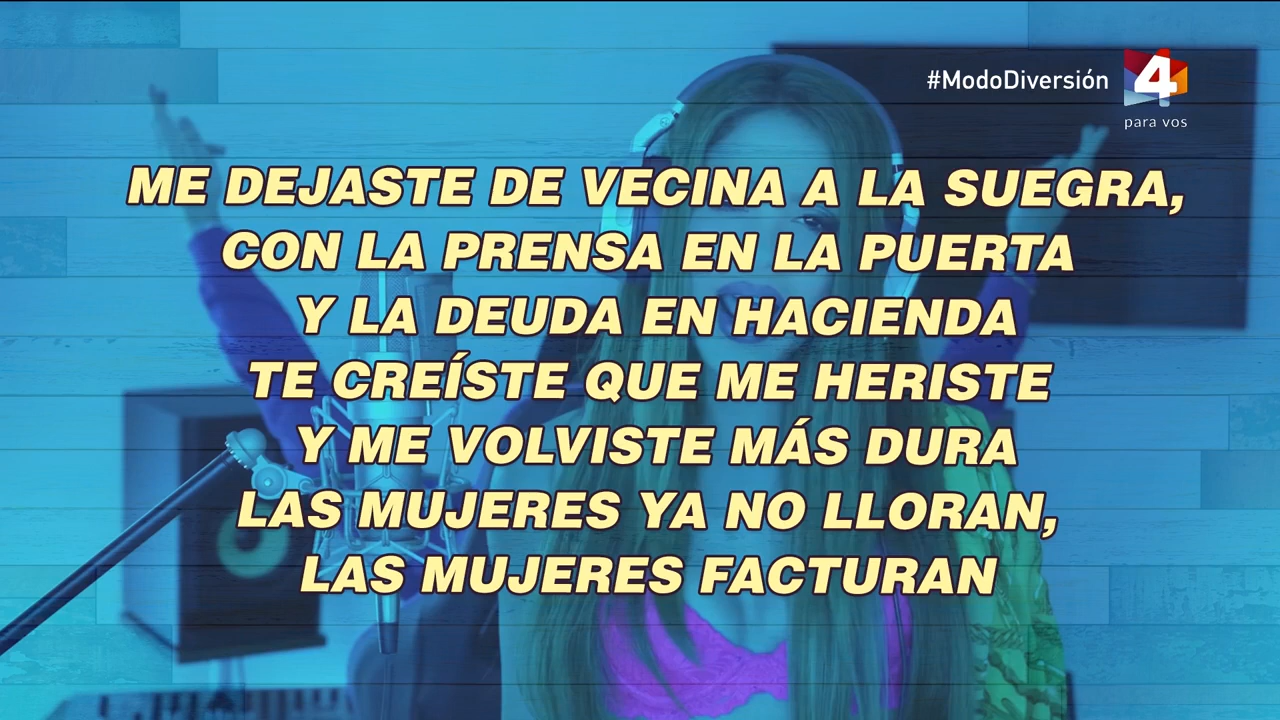 #ModoDiversión
4
para vos
ME DEJASTE DE VECINA A LA SUEGRA,
CON LA PRENSA EN LA PUERTA
Y LA DEUDA EN HACIENDA
TE CREÍSTE QUE ME HERISTE
Y ME VOLVISTE MÁS DURA
LAS MUJERES YA NO LLORAN,
LAS MUJERES FACTURAN